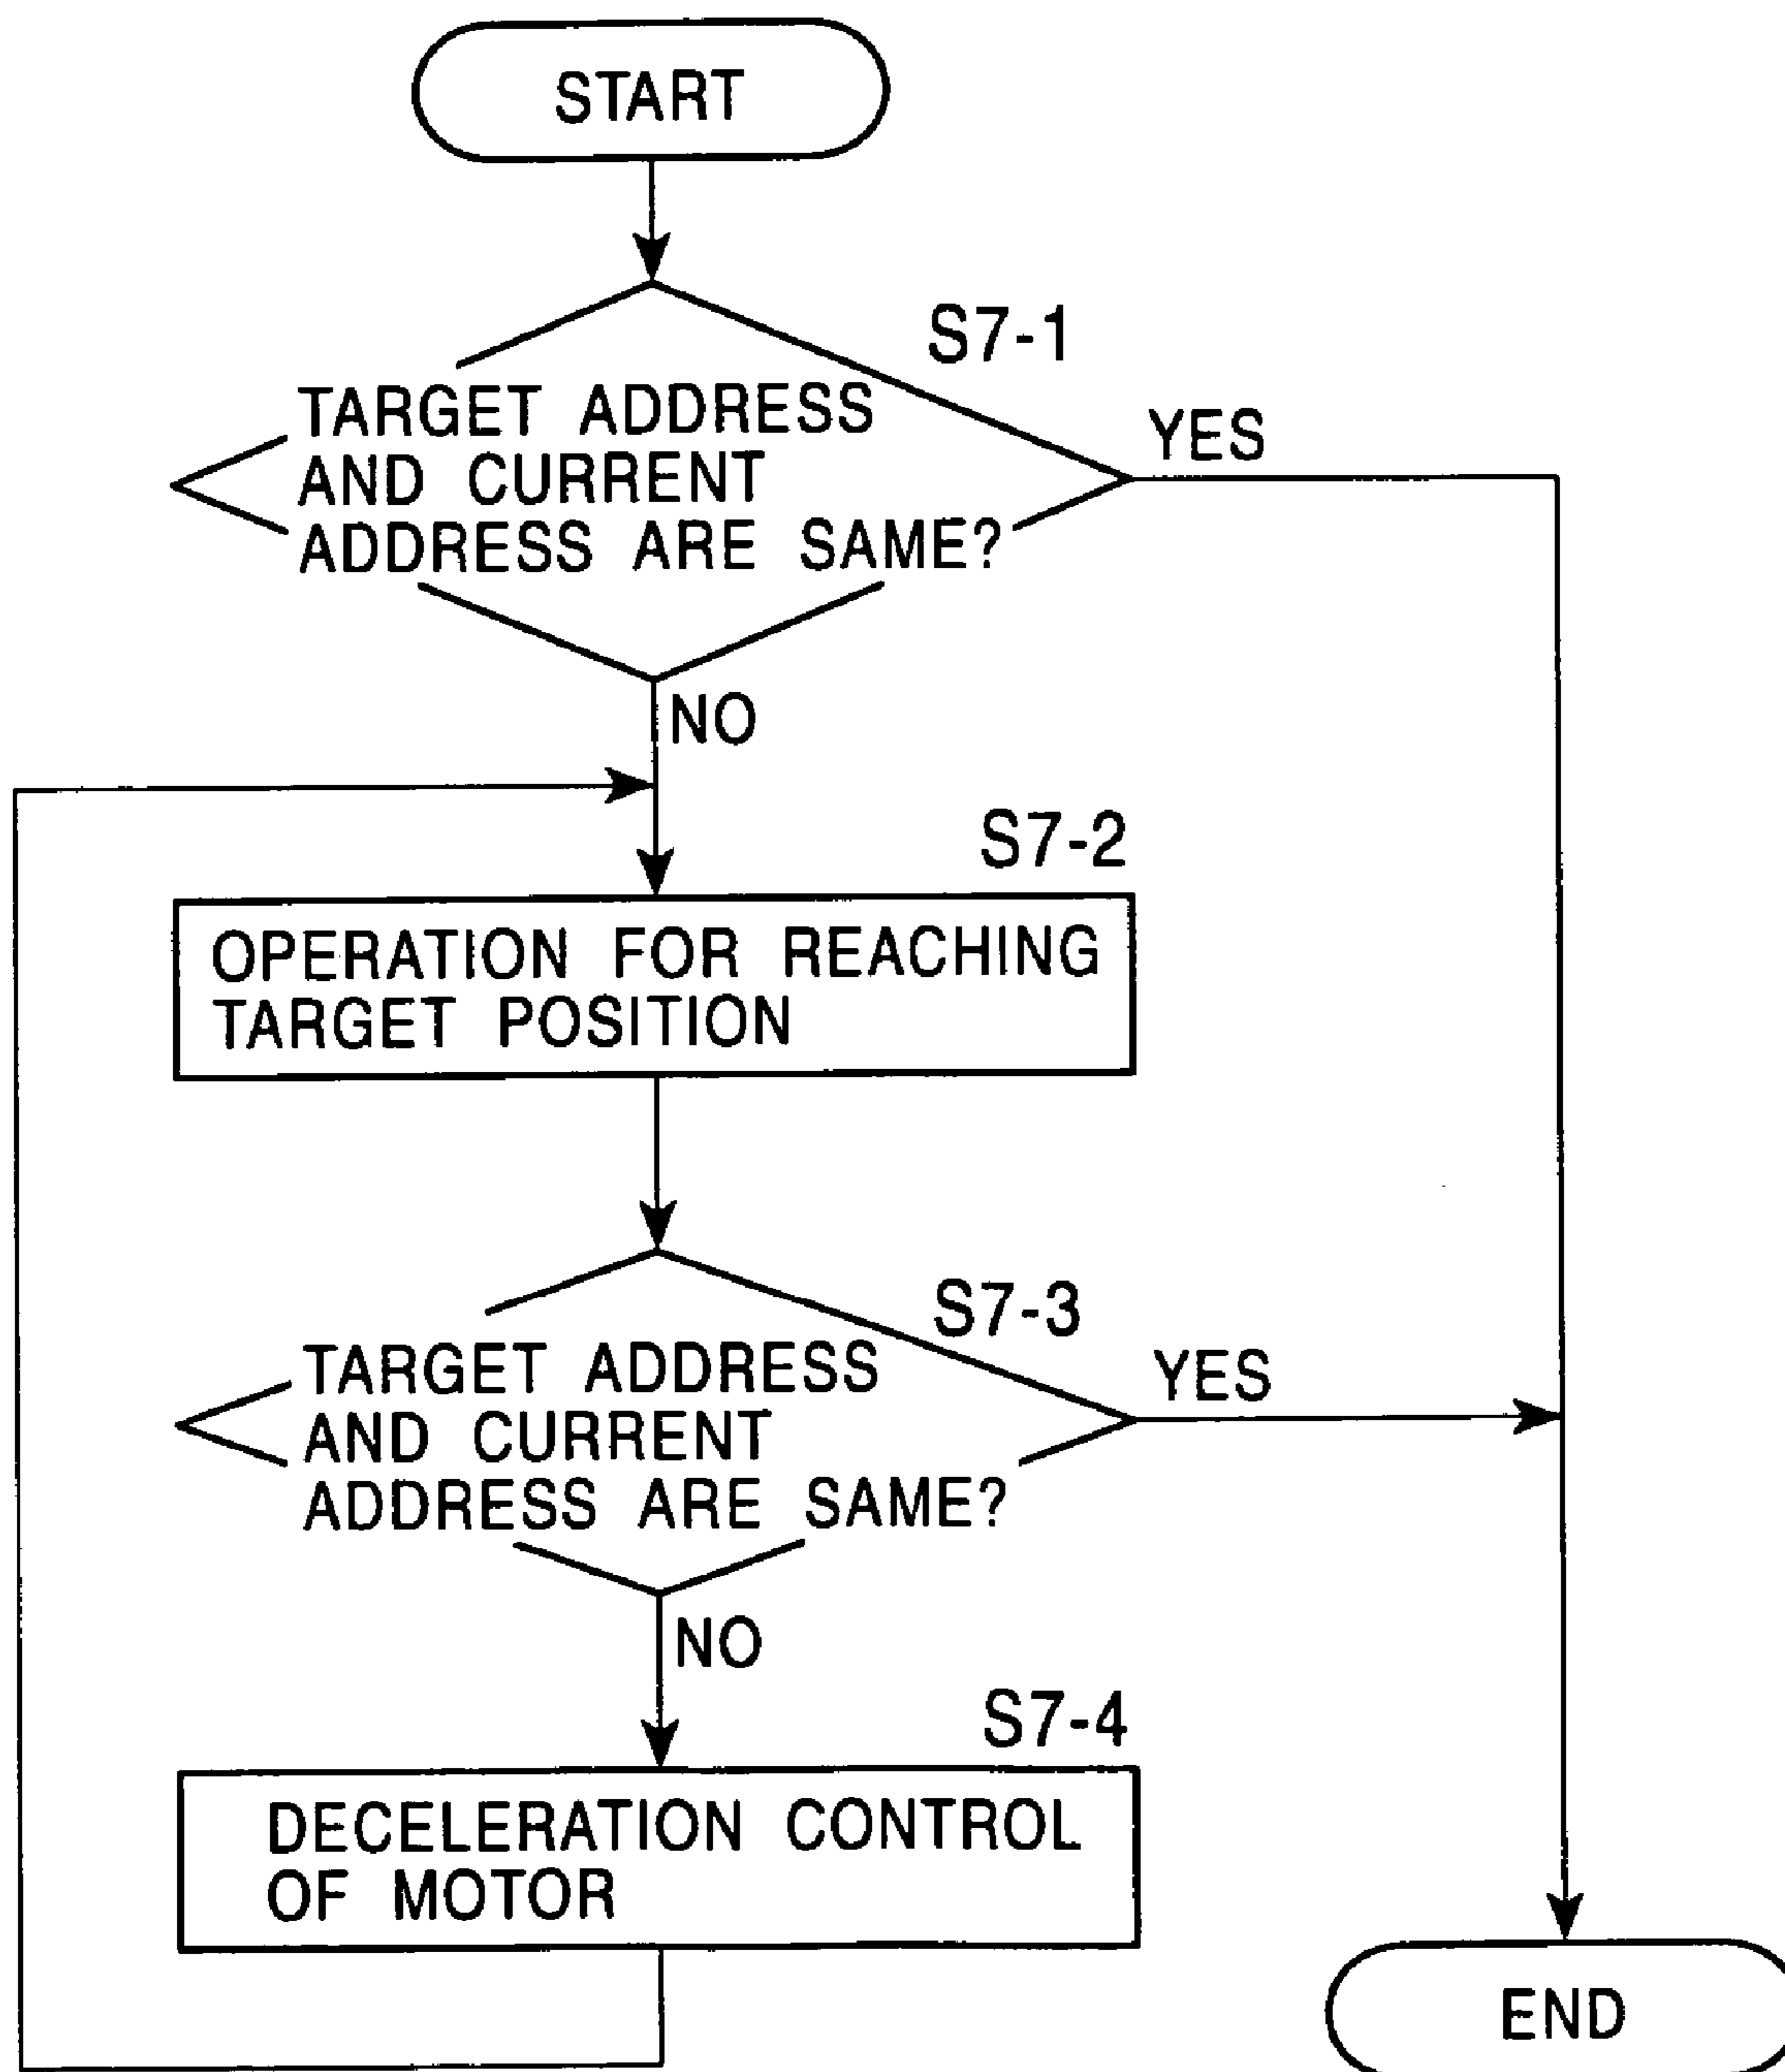 START
S7-1
TARGET ADDRESS
AND CURRENT
ADDRESS ARE SAME?
YES
NO
S7-2
OPERATION FOR REACHING
TARGET POSITION
S7-3
TARGET ADDRESS
AND CURRENT
ADDRESS ARE SAME?
YES
NO
S7-4
DECELERATION CONTROL
OF MOTOR
END